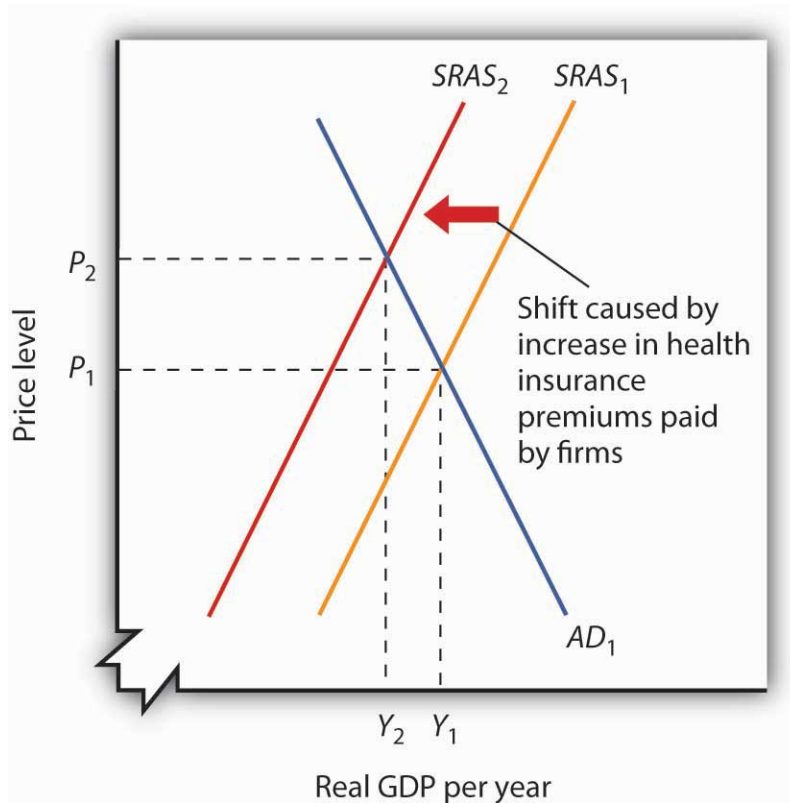 SRAS₂
SRAS₁
P₂
Shift caused by
increase in health
insurance
premiums paid
by firms
P₁
Price level
AD₁
Y₂
Y₁
Real GDP per year